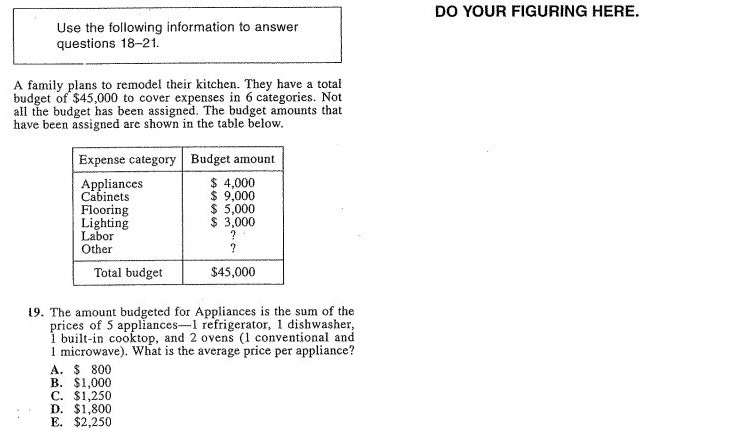 DO YOUR FIGURING HERE.
Use the following information to answer
questions 18–21.
A family plans to remodel their kitchen. They have a total
budget of $45,000 to cover expenses in 6 categories. Not
all the budget has been assigned. The budget amounts that
have been assigned are shown in the table below.
Expense category Budget amount
Appliances $ 4,000
Cabinets $ 9,000
Flooring $ 5,000
Lighting $ 3,000
Labor ?
Other ?
Total budget $45,000
19. The amount budgeted for Appliances is the sum of the
prices of 5 appliances—1 refrigerator, 1 dishwasher,
1 built-in cooktop, and 2 ovens (1 conventional and
1 microwave). What is the average price per appliance?
A. $ 800
B. $1,000
C. $1,250
D. $1,800
E. $2,250